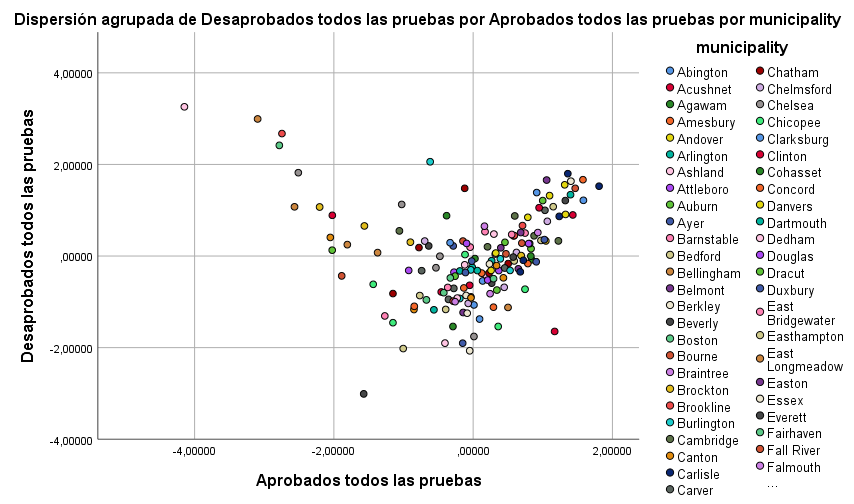 Dispersión agrupada de Desaprobados todos las pruebas por Aprobados todos las pruebas por municipality
Desaprobados todos las pruebas
4,00000
2,00000
,00000
-2,00000
-4,00000
-4,00000
-2,00000
,00000
2,00000
Aprobados todos las pruebas
municipality
Abington
Acushnet
Agawam
Amesbury
Andover
Arlington
Ashland
Attleboro
Auburn
Ayer
Barnstable
Bedford
Bellingham
Belmont
Berkley
Beverly
Boston
Bourne
Braintree
Brockton
Brookline
Burlington
Cambridge
Canton
Carlisle
Carver
Chatham
Chelmsford
Chelsea
Chicopee
Clarksburg
Clinton
Cohasset
Concord
Danvers
Dartmouth
Dedham
Douglas
Dracut
Duxbury
East
Bridgewater
Easthampton
East
Longmeadow
Easton
Essex
Everett
Fairhaven
Fall River
Falmouth
...